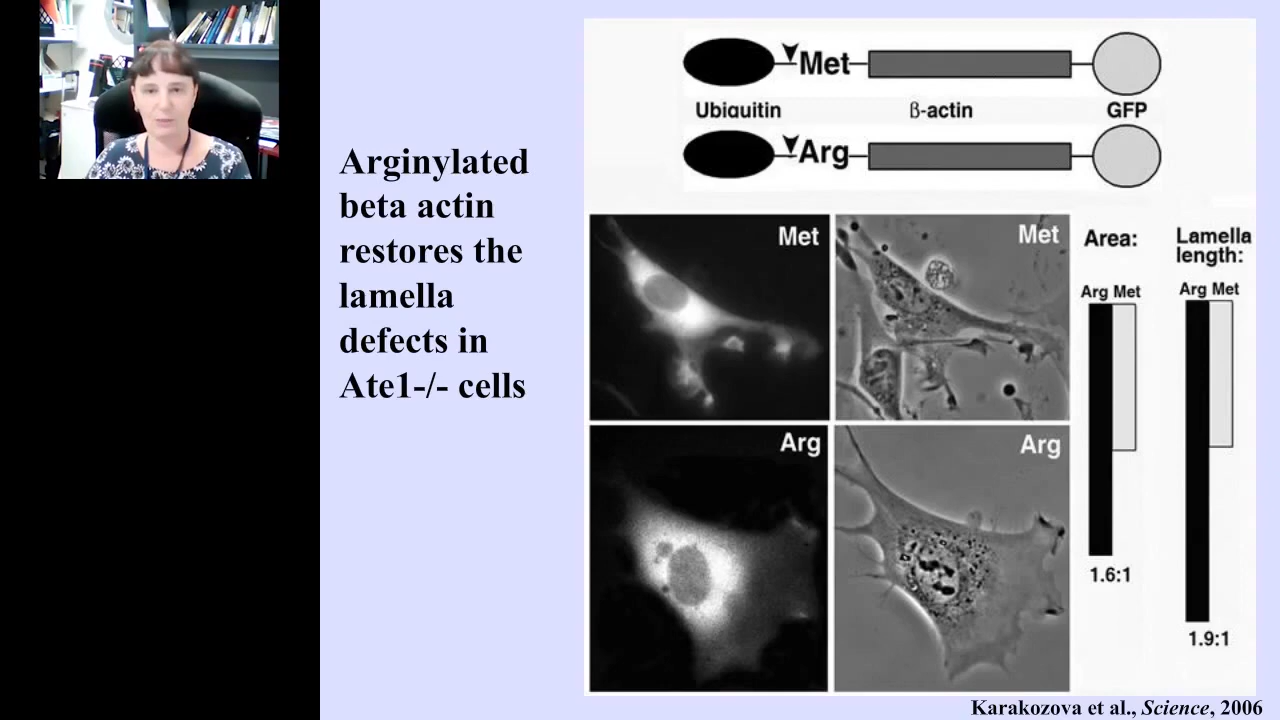 Arginylated
beta actin
restores the
lamella
defects in
Ate1-/- cells
Met
Ubiquitin
ß-actin
GFP
Arg
Met
Met
Area:
Lamella
length:
Arg Met
Arg Met
Arg
Arg
1.6:1
1.9:1
Karakozova et al., Science, 2006